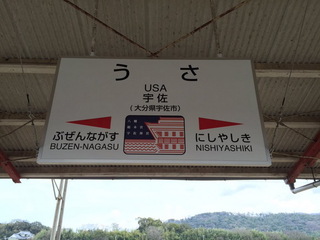 うさ
USA
宇佐
(大分県宇佐市)
ぶぜんながす
BUZEN-NAGASU
にしやしき
NISHIYASHIKI